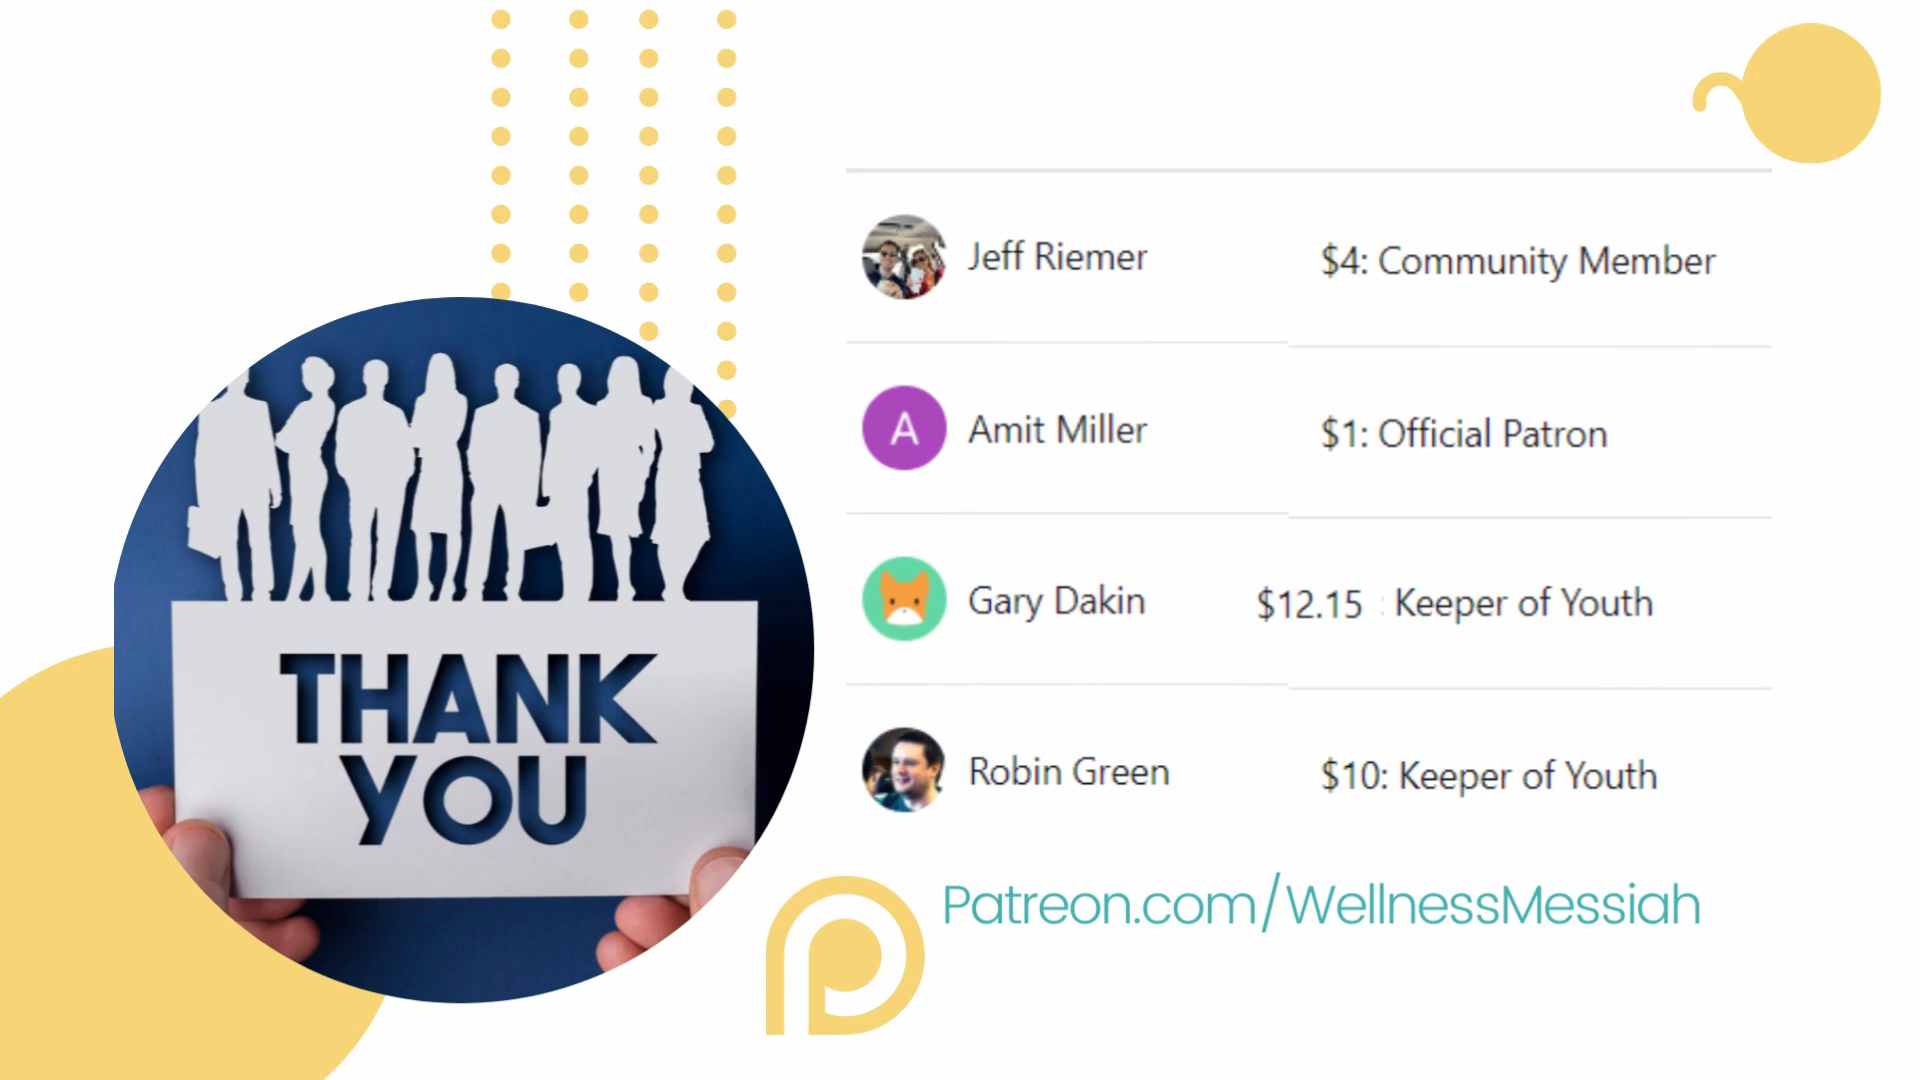 Jeff Riemer $4: Community Member
A Amit Miller $1: Official Patron
Gary Dakin $12.15 : Keeper of Youth
Robin Green $10: Keeper of Youth
THANK
YOU
Patreon.com/WellnessMessiah